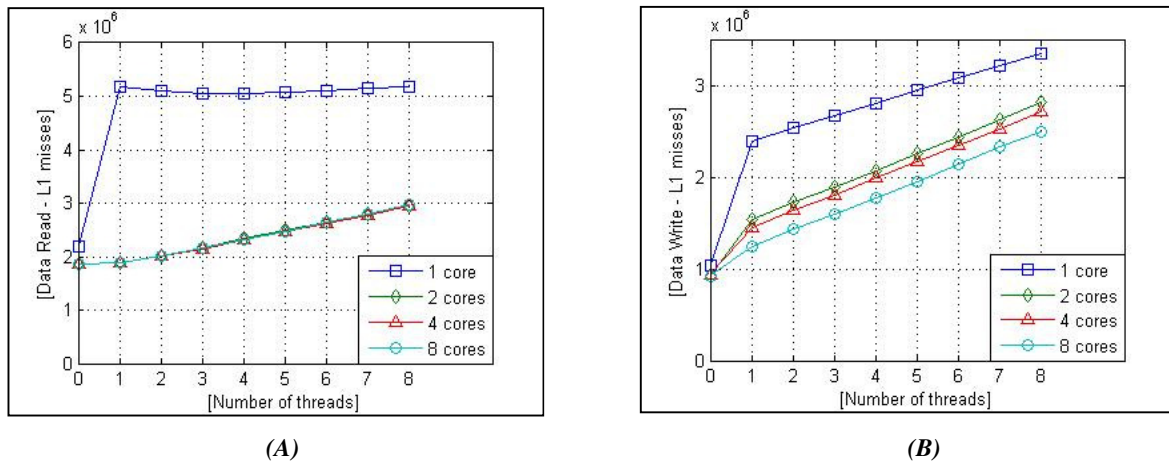 x 10^6
6
5
4
3
2
1
0
[Data Read - L1 misses]
0 1 2 3 4 5 6 7 8
[Number of threads]
1 core
2 cores
4 cores
8 cores
(A)
x 10^6
3
2
1
0
[Data Write - L1 misses]
0 1 2 3 4 5 6 7 8
[Number of threads]
1 core
2 cores
4 cores
8 cores
(B)